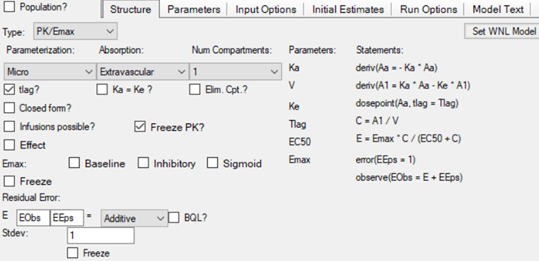 Population? Structure Parameters Input Options Initial Estimates Run Options Model Text
Type: PK/Emax Set WNL Model
Parameterization: Absorption: Num Compartments: Parameters: Statements:
Micro Extravascular 1 Ka deriv(Aa = - Ka * Aa)
tlag? Ka = Ke ? Elim. Cpt.? V deriv(A1 = Ka * Aa - Ke * A1)
Closed form? Ke dosepoint(Aa, tlag = Tlag)
Infusions possible? Freeze PK? Tlag C = A1 / V
Effect EC50 E = Emax * C / (EC50 + C)
Emax: Baseline Inhibitory Sigmoid Emax error(EEps = 1)
Freeze observe(EObs = E + EEps)
Residual Error:
E EObs EEps = Additive BQL?
Stdev: 1
Freeze